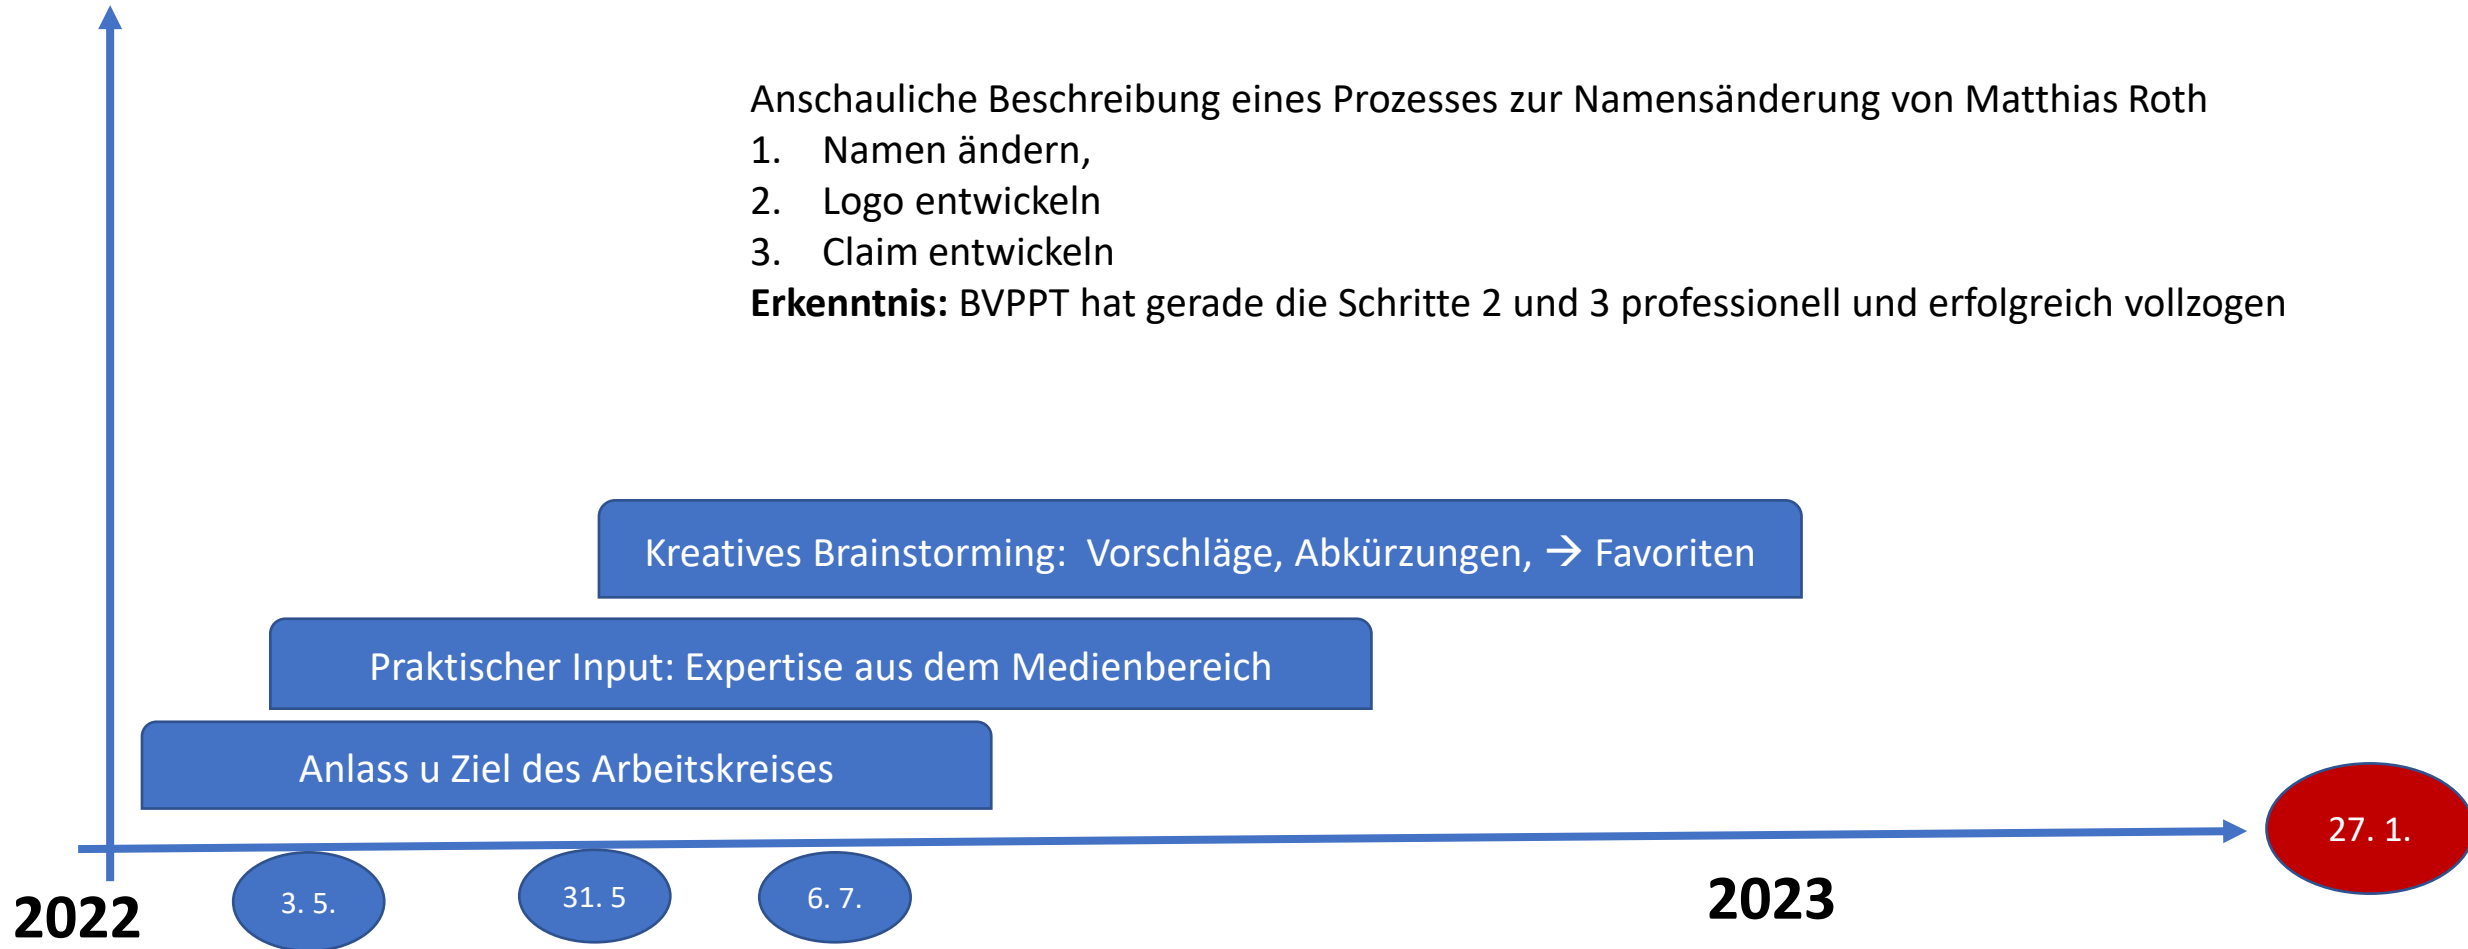 Anschauliche Beschreibung eines Prozesses zur Namensänderung von Matthias Roth
1. Namen ändern,
2. Logo entwickeln
3. Claim entwickeln
Erkenntnis: BVPPT hat gerade die Schritte 2 und 3 professionell und erfolgreich vollzogen
Kreatives Brainstorming: Vorschläge, Abkürzungen, → Favoriten
Praktischer Input: Expertise aus dem Medienbereich
Anlass u Ziel des Arbeitskreises
27. 1.
2022
3. 5.
31. 5
6. 7.
2023